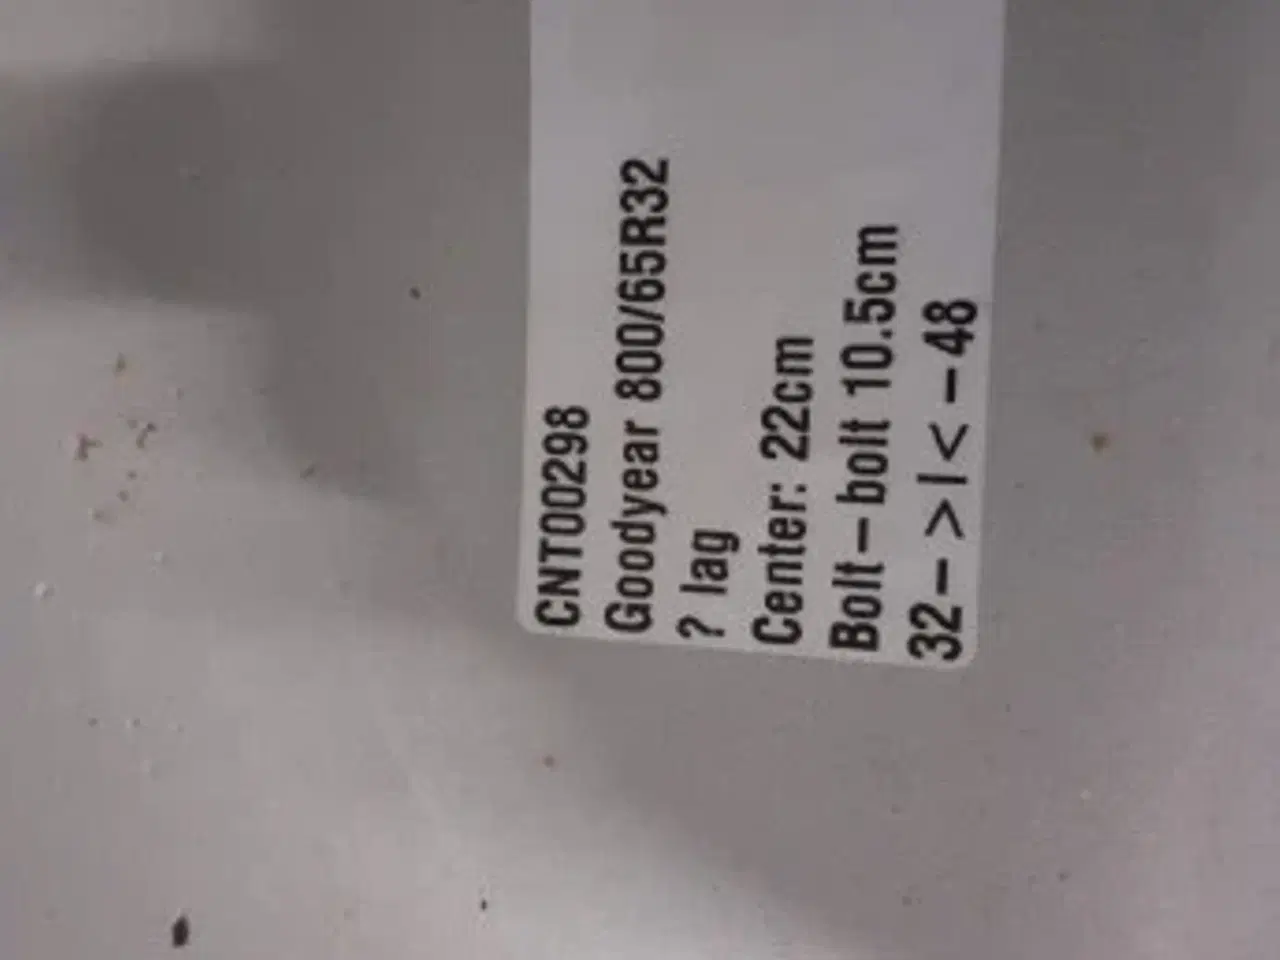 CNT00298
Goodyear 800/65R32
? lag
Center: 22cm
Bolt-bolt 10.5cm
32->|<-48